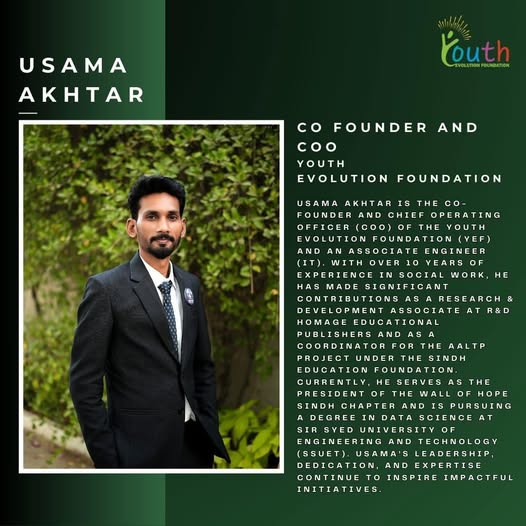 Youth
EVOLUTION FOUNDATION
USAMA
AKHTAR
CO FOUNDER AND
COO
YOUTH
EVOLUTION FOUNDATION
USAMA AKHTAR IS THE CO-
FOUNDER AND CHIEF OPERATING
OFFICER (COO) OF THE YOUTH
EVOLUTION FOUNDATION (YEF)
AND AN ASSOCIATE ENGINEER
(IT). WITH OVER 10 YEARS OF
EXPERIENCE IN SOCIAL WORK, HE
HAS MADE SIGNIFICANT
CONTRIBUTIONS AS A RESEARCH &
DEVELOPMENT ASSOCIATE AT R&D
HOMAGE EDUCATIONAL
PUBLISHERS AND AS A
COORDINATOR FOR THE AALTP
PROJECT UNDER THE SINDH
EDUCATION FOUNDATION.
CURRENTLY, HE SERVES AS THE
PRESIDENT OF THE WALL OF HOPE
SINDH CHAPTER AND IS PURSUING
A DEGREE IN DATA SCIENCE AT
SIR SYED UNIVERSITY OF
ENGINEERING AND TECHNOLOGY
(SSUET). USAMA'S LEADERSHIP,
DEDICATION, AND EXPERTISE
CONTINUE TO INSPIRE IMPACTFUL
INITIATIVES.